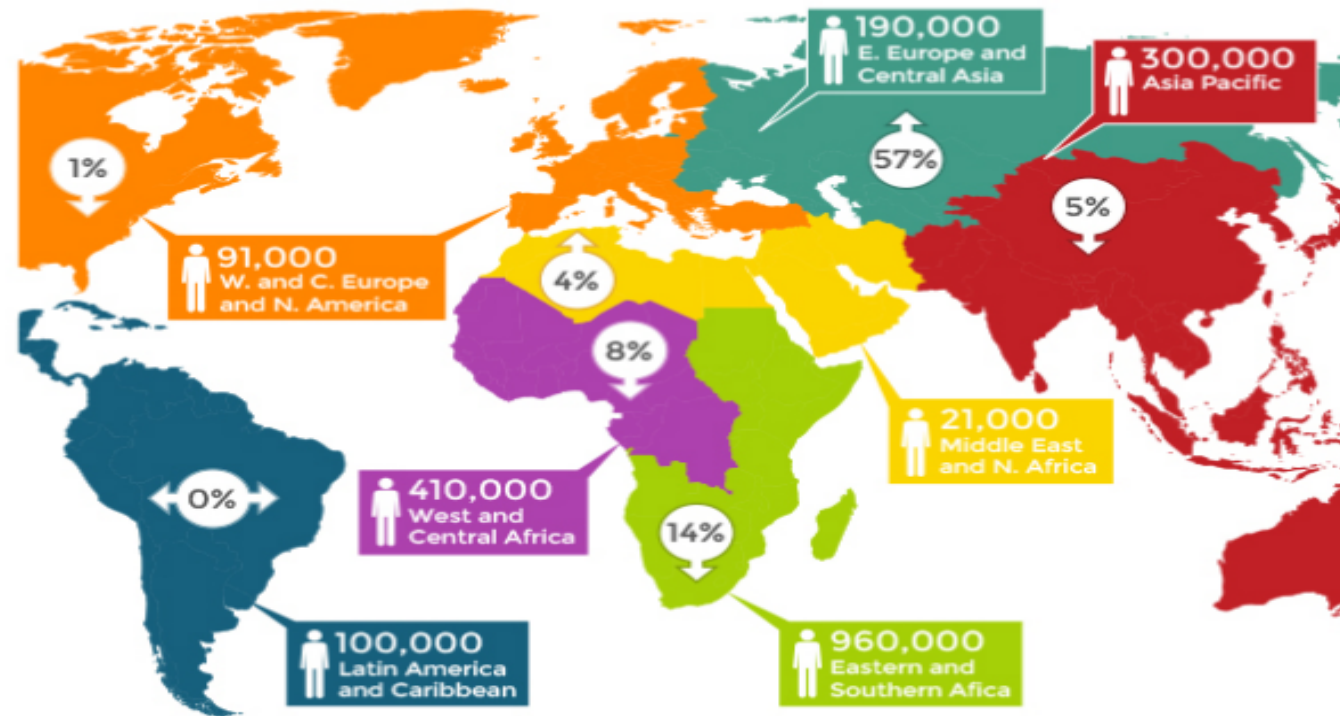 190,000
E. Europe and
Central Asia
300,000
Asia Pacific
1%
57%
5%
91,000
W. and C. Europe
and N. America
4%
8%
21,000
Middle East
and N. Africa
410,000
West and
Central Africa
0%
14%
100,000
Latin America
and Caribbean
960,000
Eastern and
Southern Afica